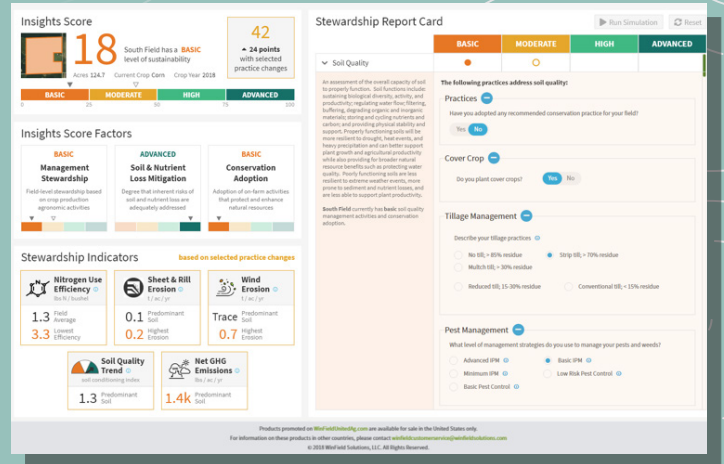 Insights Score
18
South Field has a BASIC
level of sustainability
42
24 points
with selected
practice changes
Acres 124.7 Current Crop Corn Crop Year 2018
BASIC MODERATE HIGH ADVANCED
0 25 50 75 100
Insights Score Factors
BASIC
Management
Stewardship
Field-level stewardship based
on crop production
agronomic activities
ADVANCED
Soil & Nutrient
Loss Mitigation
Degree that inherent risks of
soil and nutrient loss are
adequately addressed
BASIC
Conservation
Adoption
Adoption of on-farm activities
that protect and enhance
natural resources
Stewardship Indicators based on selected practice changes
Nitrogen Use
Efficiency
lbs N / bushel
1.3 Field
Average
3.3 Lowest
Efficiency
Sheet & Rill
Erosion
t / ac / yr
0.1 Predominant
Soil
0.2 Highest
Erosion
Wind
Erosion
t / ac / yr
Trace Predominant
Soil
0.7 Highest
Erosion
Soil Quality
Trend
soil conditioning index
1.3 Predominant
Soil
Net GHG
Emissions
lbs / ac / yr
1.4k Predominant
Soil
Stewardship Report Card
Run Simulation Reset
BASIC MODERATE HIGH ADVANCED
Soil Quality
An assessment of the overall capacity of soil
to properly function. Soil functions include
sustaining biological diversity, activity, and
productivity; regulating water flow; filtering,
buffering, degrading organic and inorganic
materials; storing and cycling nutrients and
carbon; and providing physical stability and
support. Properly functioning soils will be
more resilient to drought, heat events, and
heavy precipitation and can better support
plant growth and agricultural productivity
while also providing for broader natural
resource benefits such as protecting water
quality. Poorly functioning soils are less
resilient to extreme weather events, more
prone to sediment and nutrient losses, and
are less able to support plant productivity.
South Field currently has basic soil quality
management activities and conservation
adoption.
The following practices address soil quality:
Practices
Have you adopted any recommended conservation practice for your field?
Yes No
Cover Crop
Do you plant cover crops? Yes No
Tillage Management
Describe your tillage practices
No till; > 85% residue Strip till; > 70% residue
Multch till; > 30% residue
Reduced till; 15-30% residue Conventional till; < 15% residue
Pest Management
What level of management strategies do you use to manage your pests and weeds?
Advanced IPM Basic IPM
Minimum IPM Low Risk Pest Control
Basic Pest Control
Products promoted on WinFieldUnitedAg.com are available for sale in the United States only.
For information on these products in other countries, please contact winfieldcustomerservice@winfieldsolutions.com
© 2018 WinField Solutions, LLC. All Rights Reserved.